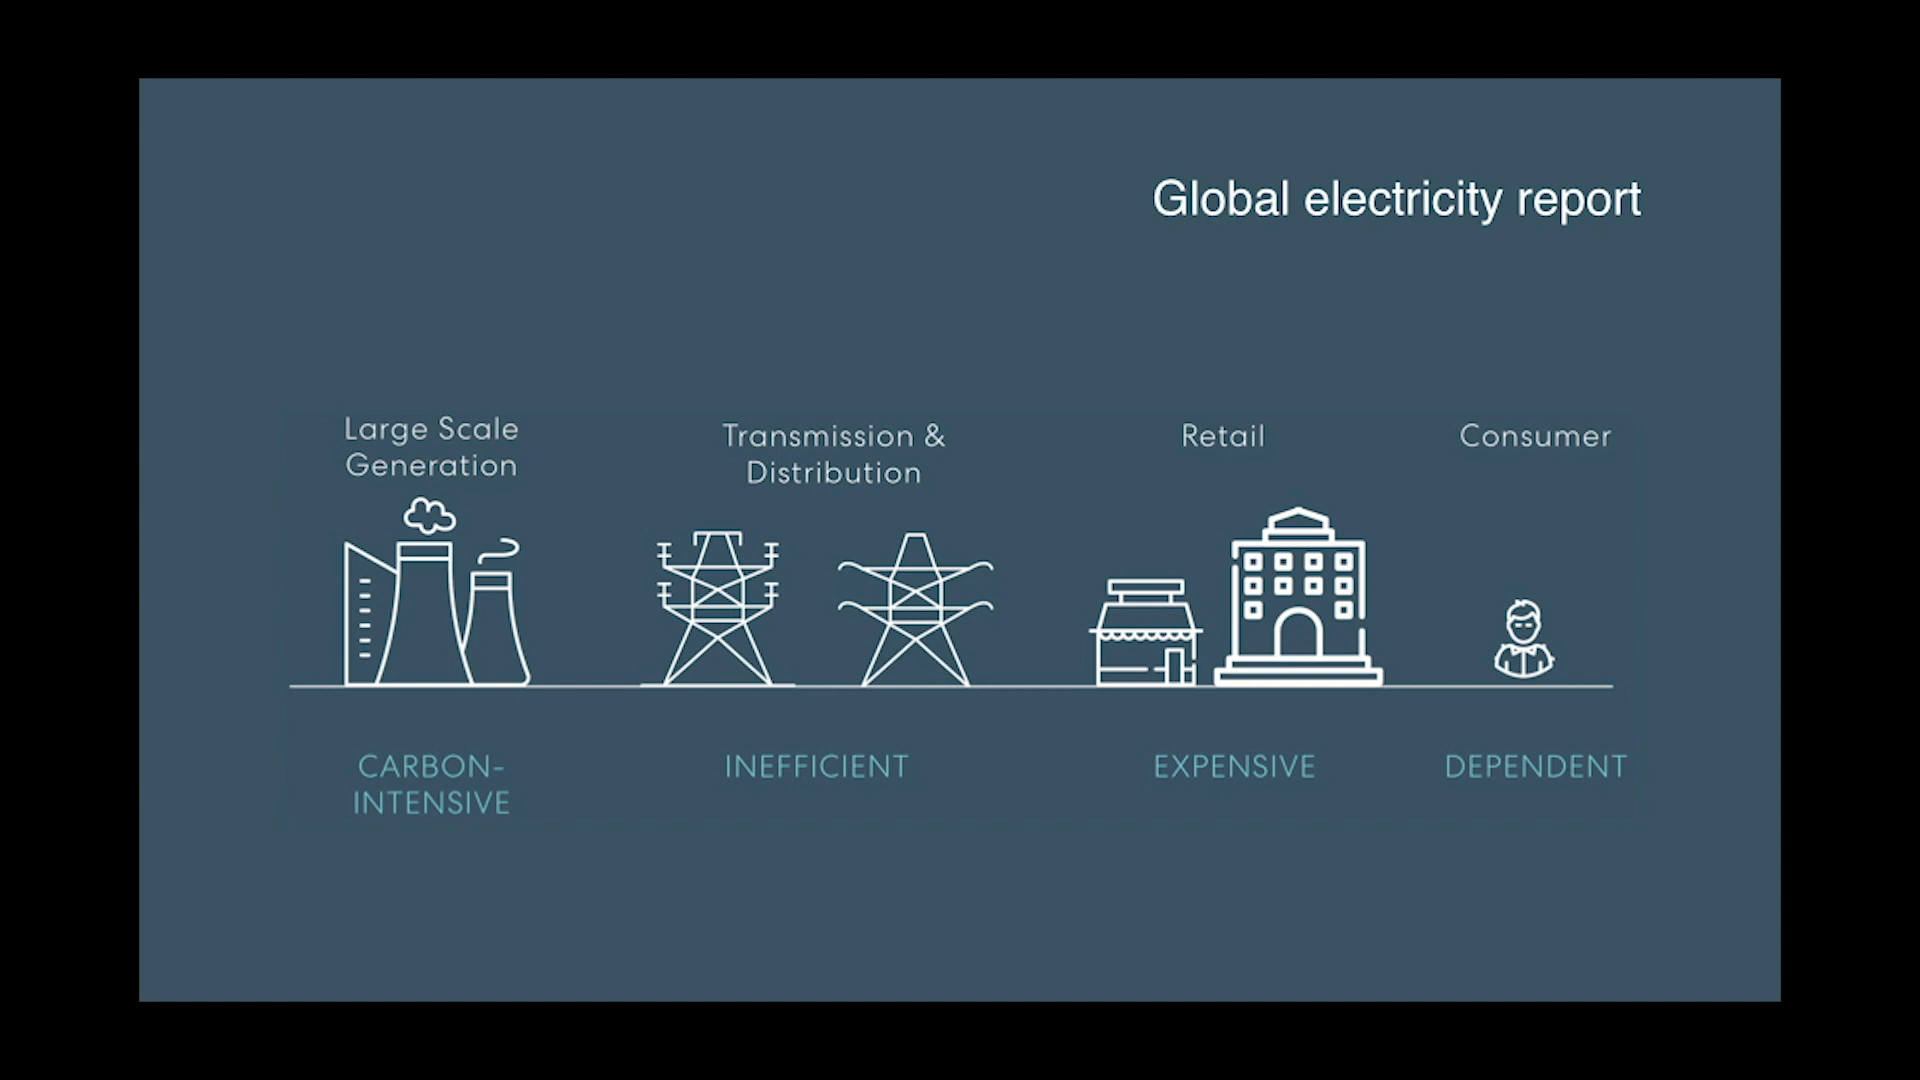 Global electricity report
Large Scale
Generation
Transmission &
Distribution
Retail
Consumer
CARBON-
INTENSIVE
INEFFICIENT
EXPENSIVE
DEPENDENT